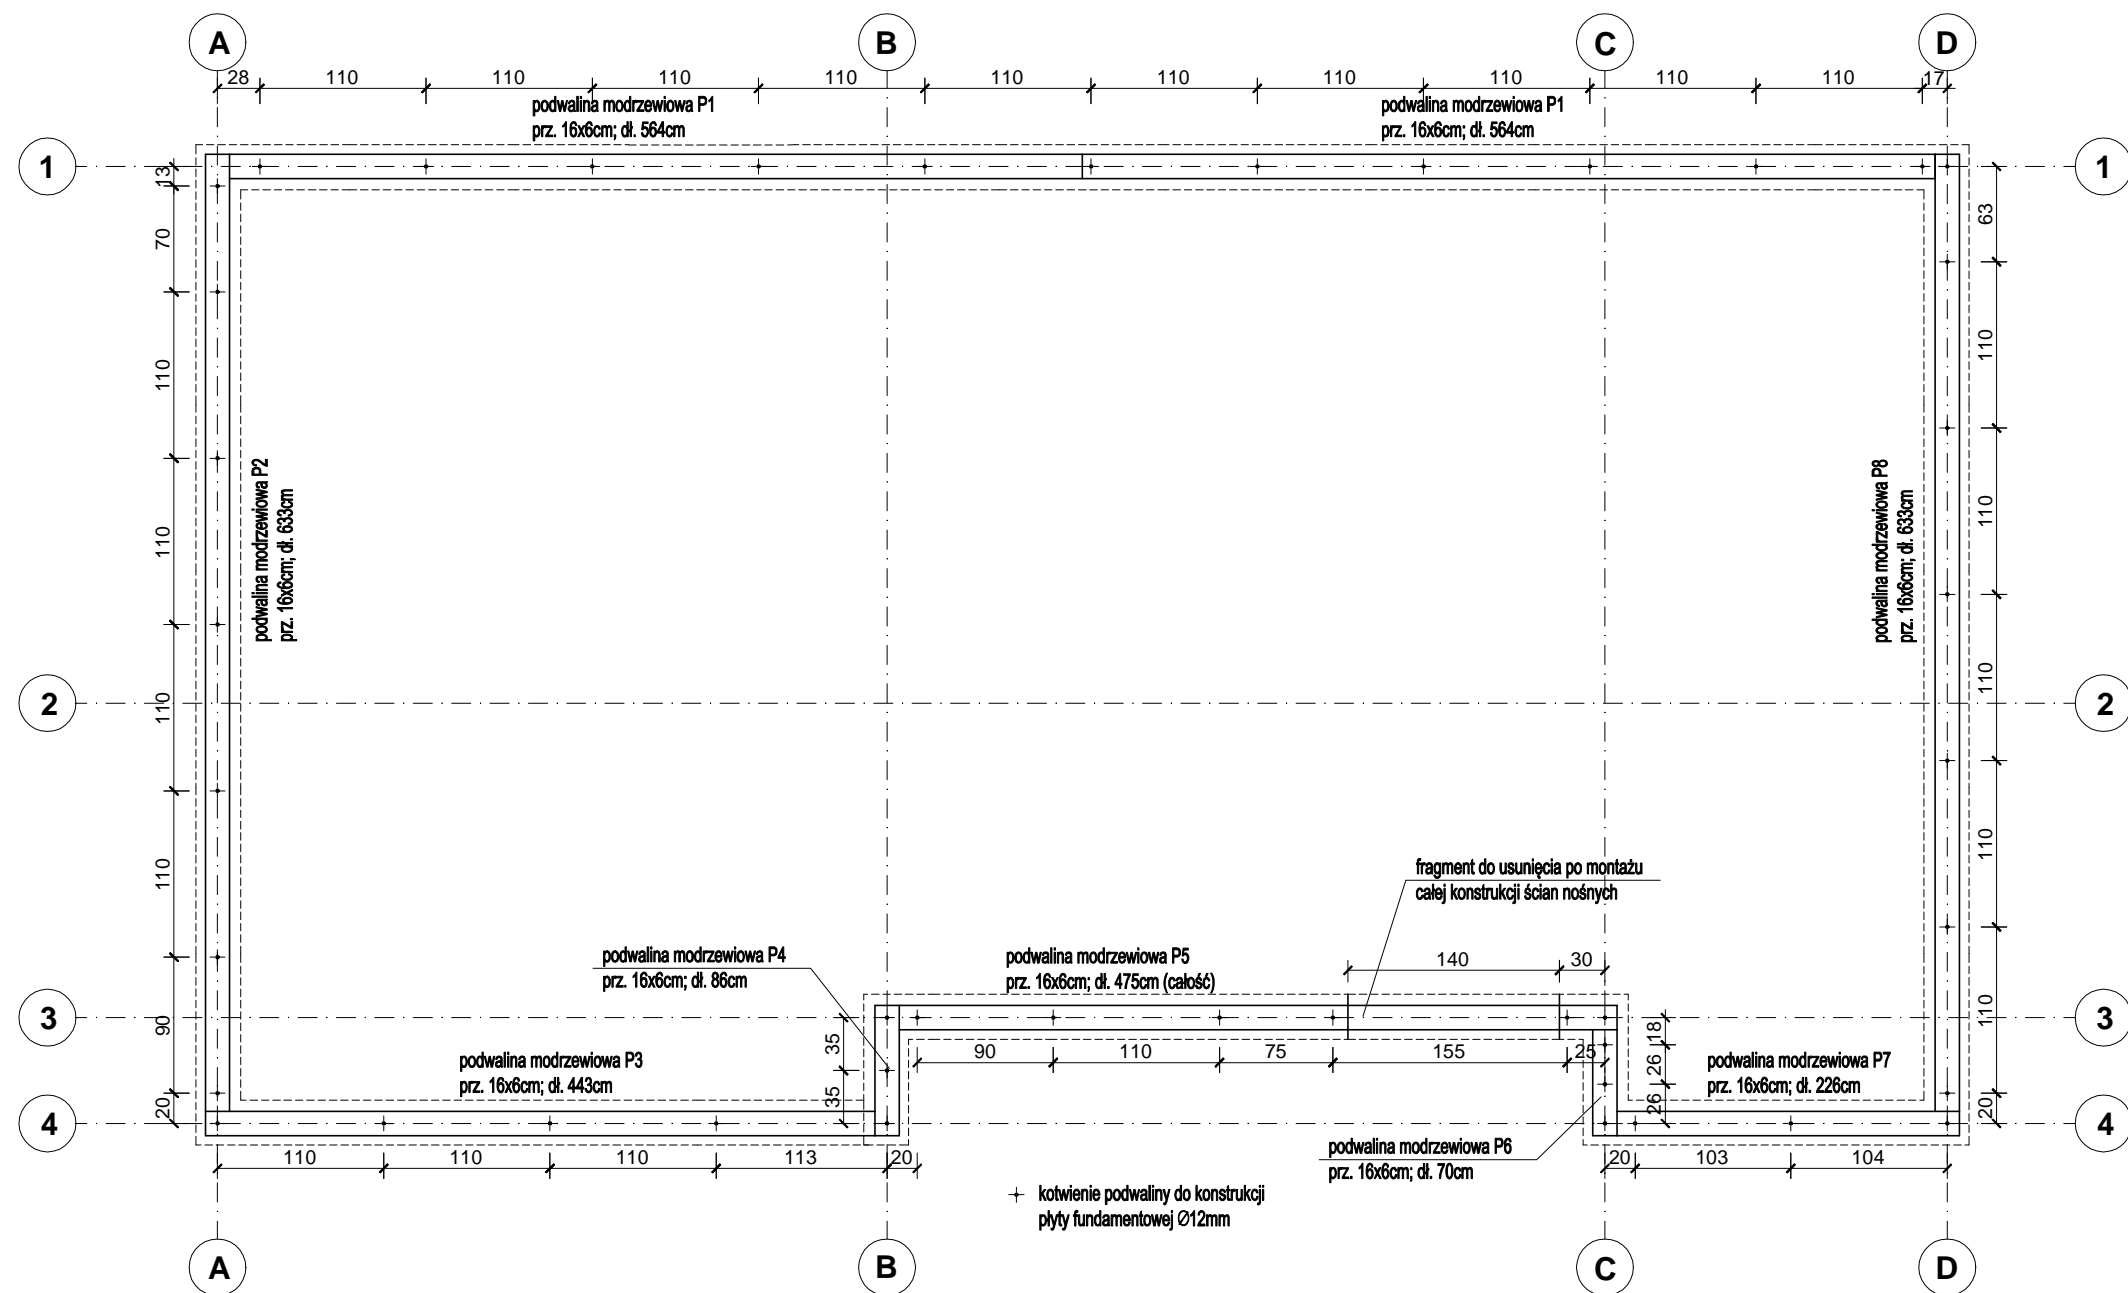 A B C D
28 110 110 110 110 110 110 110 110 110 110 17
podwalina modrzewiowa P1
prz. 16x6cm; dł. 564cm
podwalina modrzewiowa P1
prz. 16x6cm; dł. 564cm
1 1
13
70
110
110
110
110
90
20
63
110
110
110
110
110
20
podwalina modrzewiowa P2
prz. 16x6cm; dł. 633cm
podwalina modrzewiowa P8
prz. 16x6cm; dł. 633cm
2 2
fragment do usunięcia po montażu
całej konstrukcji ścian nośnych
podwalina modrzewiowa P4
prz. 16x6cm; dł. 86cm
podwalina modrzewiowa P5
prz. 16x6cm; dł. 475cm (całość)
140 30
3 3
35
35
90 110 75 155 25
18
26
26
podwalina modrzewiowa P3
prz. 16x6cm; dł. 443cm
podwalina modrzewiowa P7
prz. 16x6cm; dł. 226cm
4 4
podwalina modrzewiowa P6
prz. 16x6cm; dł. 70cm
110 110 110 113 20
20 103 104
kotwienie podwaliny do konstrukcji
płyty fundamentowej Ø12mm
A B C D